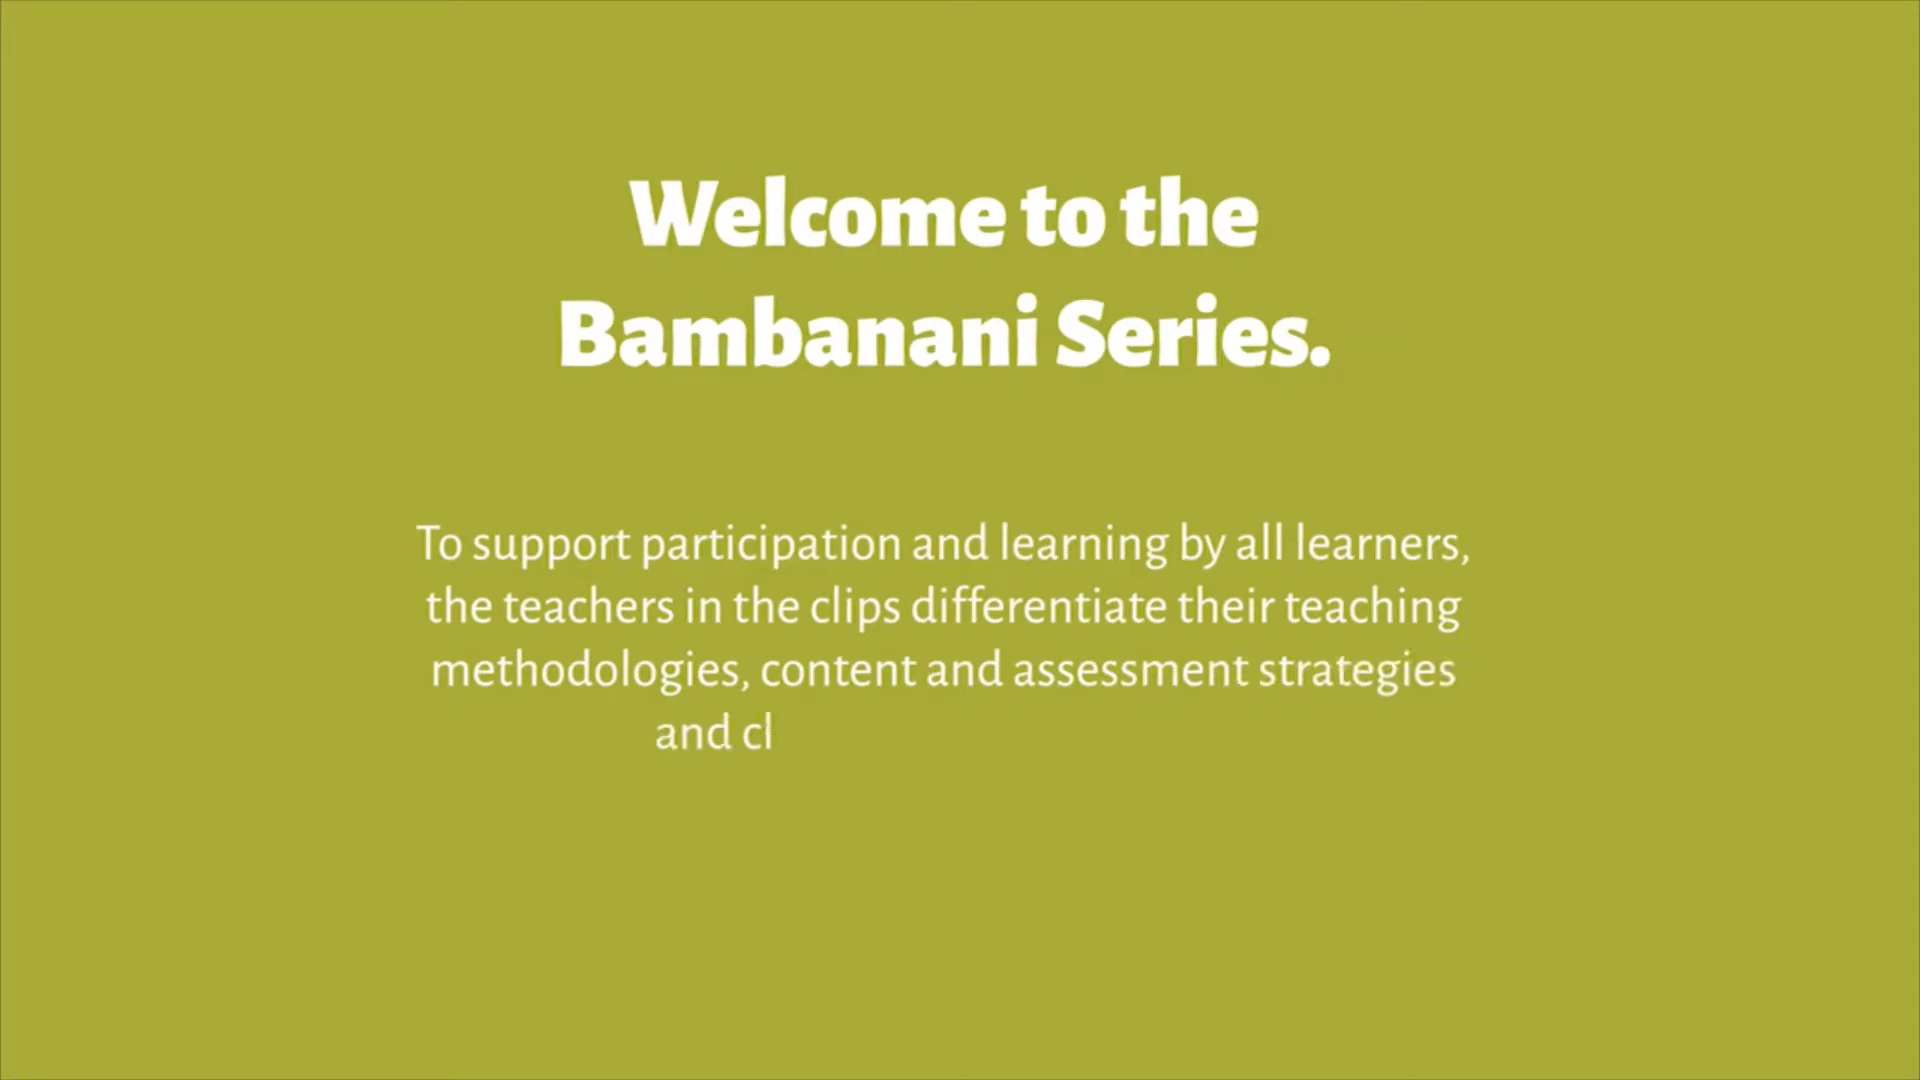 Welcome to the
Bambanani Series.
To support participation and learning by all learners,
the teachers in the clips differentiate their teaching
methodologies, content and assessment strategies
and cl